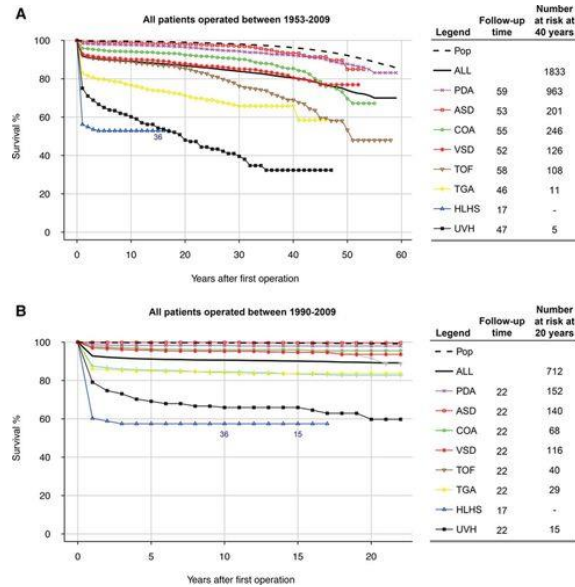 A
All patients operated between 1953-2009
Survival %
100
80
60
40
20
0
36
0 10 20 30 40 50 60
Years after first operation
Legend Follow-up time Number at risk at 40 years
Pop
ALL 1833
PDA 59 963
ASD 53 201
COA 55 246
VSD 52 126
TOF 58 108
TGA 46 11
HLHS 17 -
UVH 47 5
B
All patients operated between 1990-2009
Survival %
100
80
60
40
20
0
36 15
0 5 10 15 20
Years after first operation
Legend Follow-up time Number at risk at 20 years
Pop
ALL 712
PDA 22 152
ASD 22 140
COA 22 68
VSD 22 116
TOF 22 40
TGA 22 29
HLHS 17 -
UVH 22 15